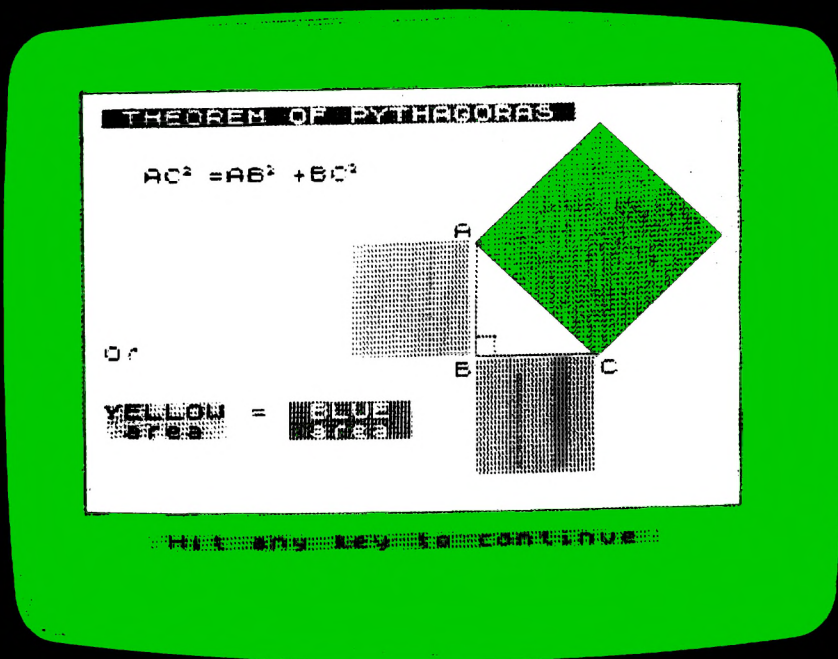 THEOREM OF PYTHAGORAS
AC² =AB² +BC²
A
Or
B
C
YELLOW = BLUE
area area
Hit any key to continue